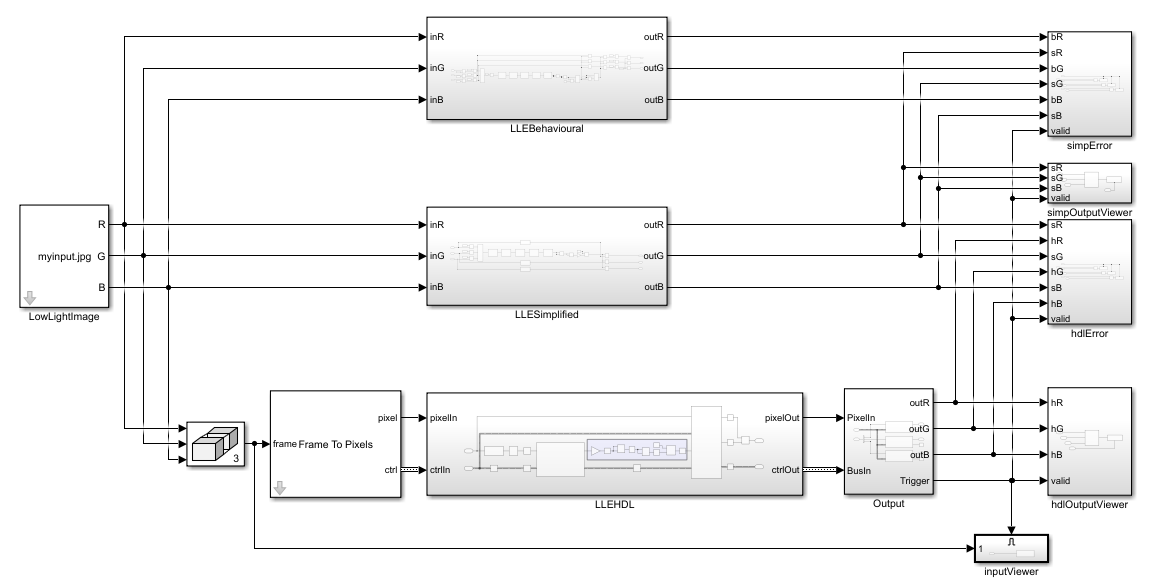 inR
inG
inB
outR
outG
outB
LLEBehavioural
bR
sR
bG
sG
bB
sB
valid
simpError
sR
sG
sB
valid
simpOutputViewer
R
myinput.jpg G
B
LowLightImage
inR
inG
inB
outR
outG
outB
LLESimplified
sR
hR
sG
hG
sB
hB
valid
hdlError
3
pixel
frame Frame To Pixels
ctrl
pixelIn
ctrlIn
pixelOut
ctrlOut
LLEHDL
PixelIn
BusIn
outR
outG
outB
Trigger
Output
hR
hG
hB
valid
hdlOutputViewer
1
inputViewer